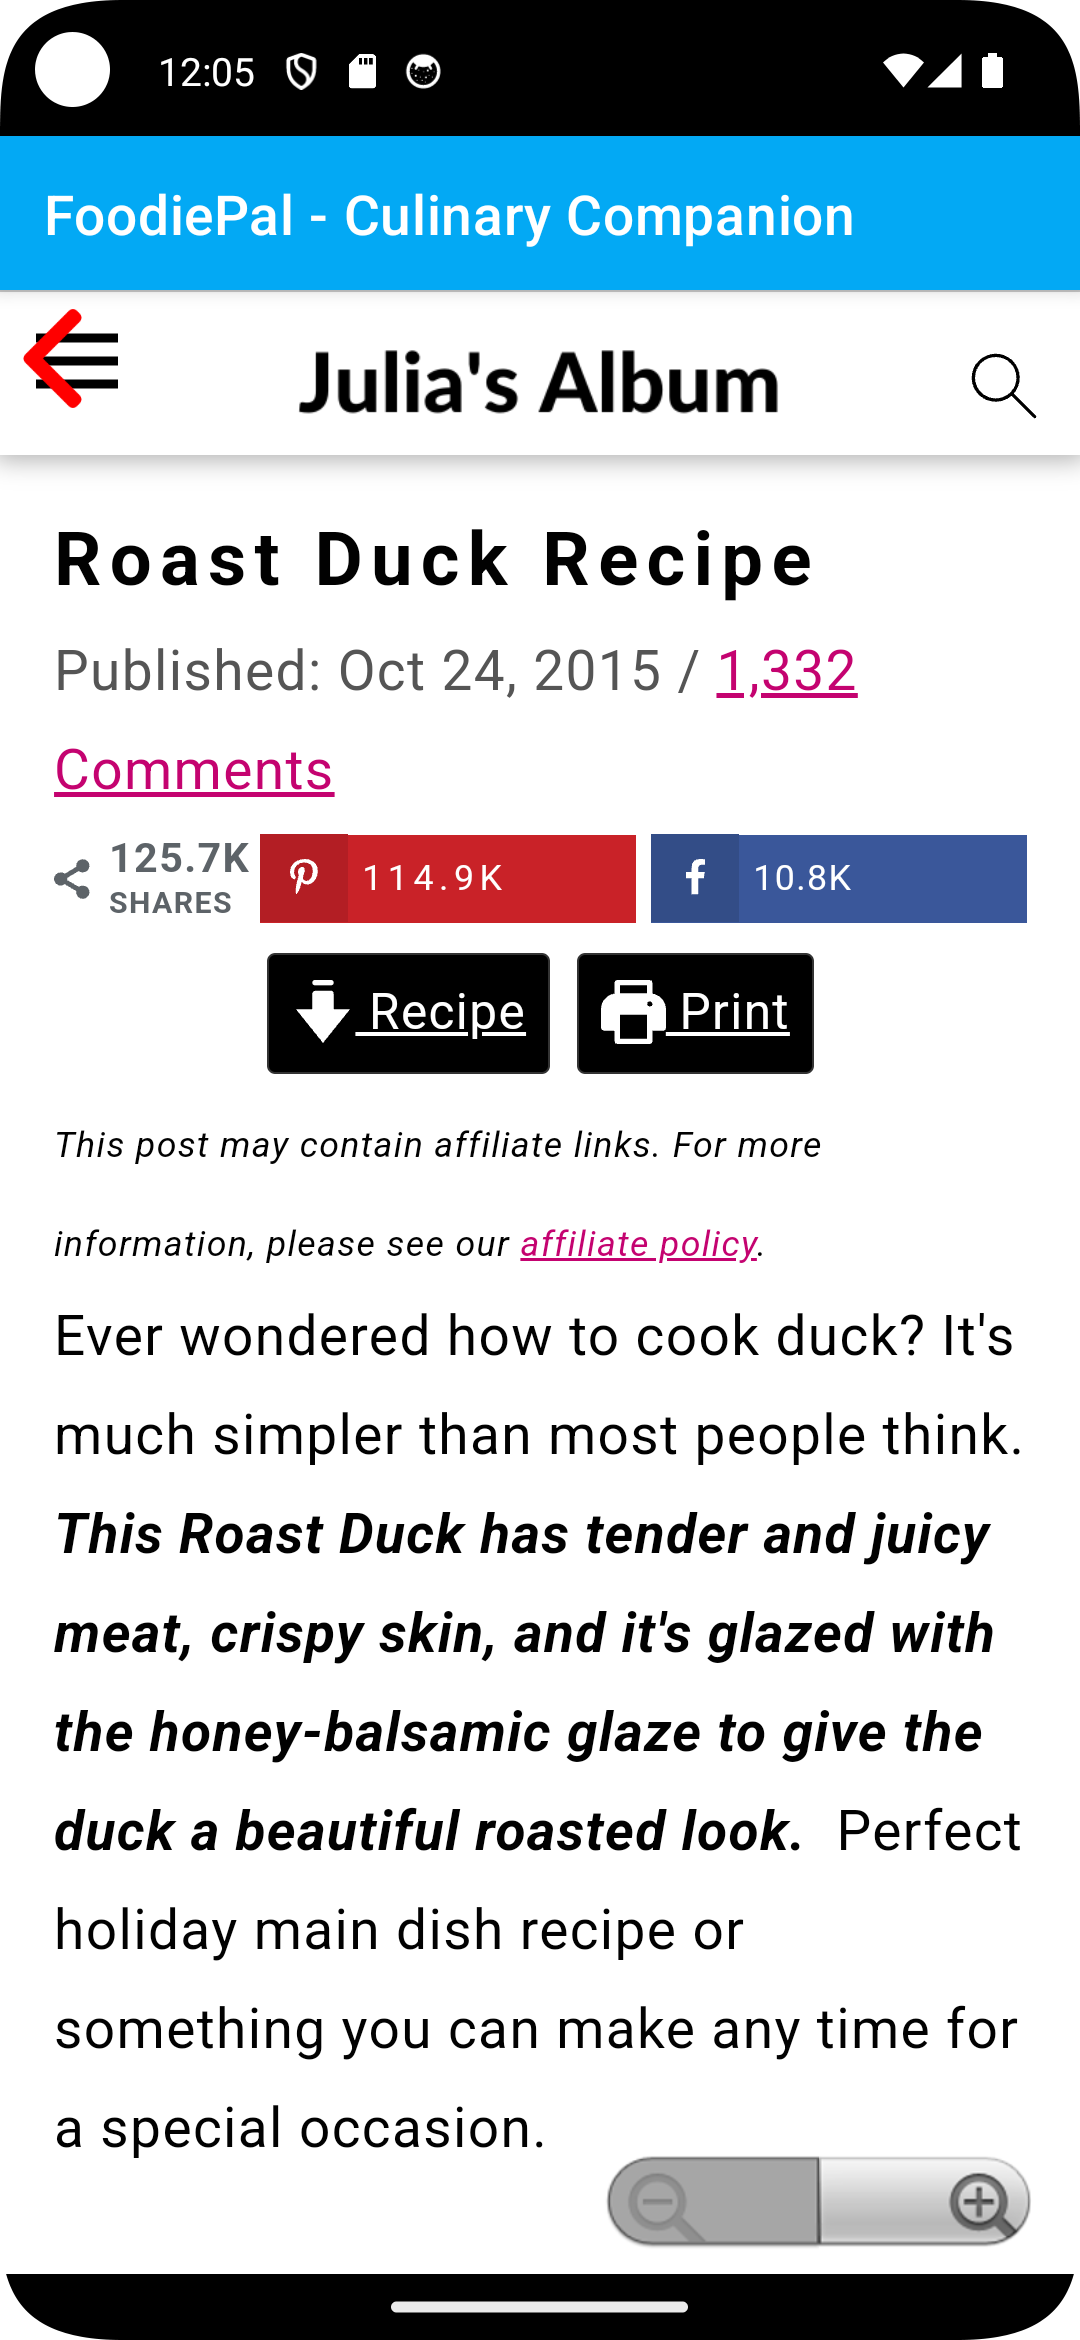 12:05
FoodiePal - Culinary Companion
Julia's Album
Roast Duck Recipe
Published: Oct 24, 2015 / 1,332
Comments
125.7K
SHARES
114.9K
10.8K
Recipe
Print
This post may contain affiliate links. For more
information, please see our affiliate policy.
Ever wondered how to cook duck? It's
much simpler than most people think.
This Roast Duck has tender and juicy
meat, crispy skin, and it's glazed with
the honey-balsamic glaze to give the
duck a beautiful roasted look.  Perfect
holiday main dish recipe or
something you can make any time for
a special occasion.